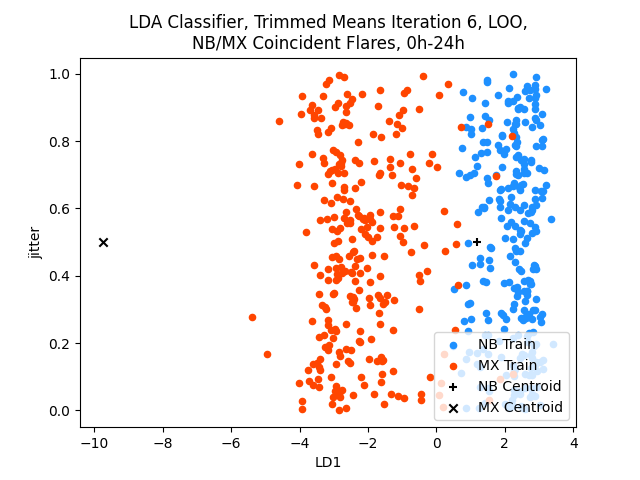 LDA Classifier, Trimmed Means Iteration 6, LOO,
NB/MX Coincident Flares, 0h-24h
1.0
0.8
0.6
0.4
0.2
0.0
jitter
NB Train
MX Train
NB Centroid
MX Centroid
−10 −8 −6 −4 −2 0 2 4
LD1